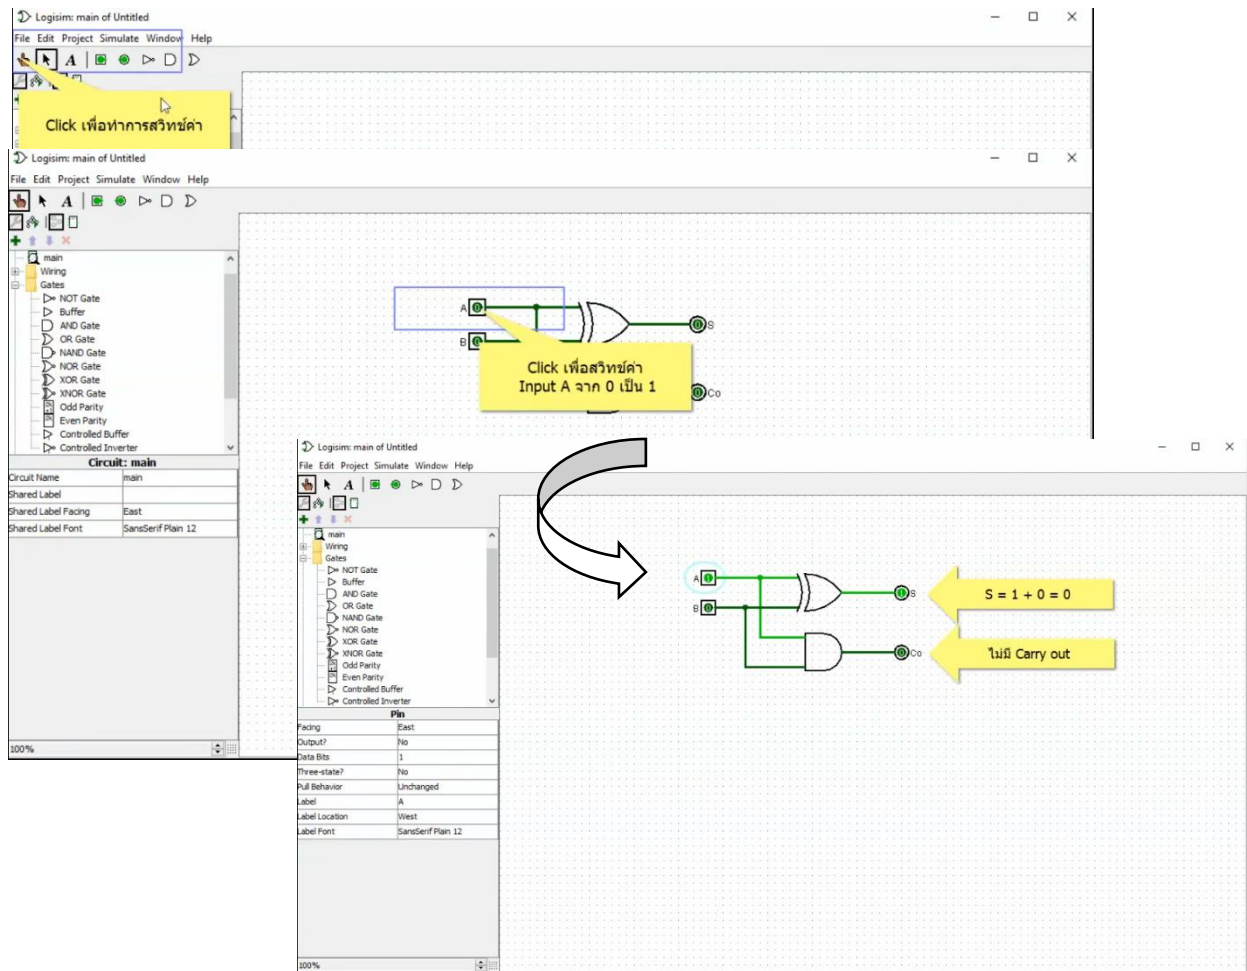 Logisim: main of Untitled
File Edit Project Simulate Window Help
A
Click เพื่อทำการสวิทช์ค่า
Logisim: main of Untitled
File Edit Project Simulate Window Help
A
main
Wiring
Gates
NOT Gate
Buffer
AND Gate
OR Gate
NAND Gate
NOR Gate
XOR Gate
XNOR Gate
Odd Parity
Even Parity
Controlled Buffer
Controlled Inverter
Circuit: main
Circuit Name main
Shared Label
Shared Label Facing East
Shared Label Font SansSerif Plain 12
100%
A 0
S
B 0
0 S
Click เพื่อสวิทช์ค่า
Input A จาก 0 เป็น 1
0 Co
Logisim: main of Untitled
File Edit Project Simulate Window Help
A
main
Wiring
Gates
NOT Gate
Buffer
AND Gate
OR Gate
NAND Gate
NOR Gate
XOR Gate
XNOR Gate
Odd Parity
Even Parity
Controlled Buffer
Controlled Inverter
Pin
Facing East
Output? No
Data Bits 1
Three-state? No
Pull Behavior Unchanged
Label A
Label Location West
Label Font SansSerif Plain 12
100%
A 1
1 S
S = 1 + 0 = 0
B 0
0 Co
ไม่มี Carry out